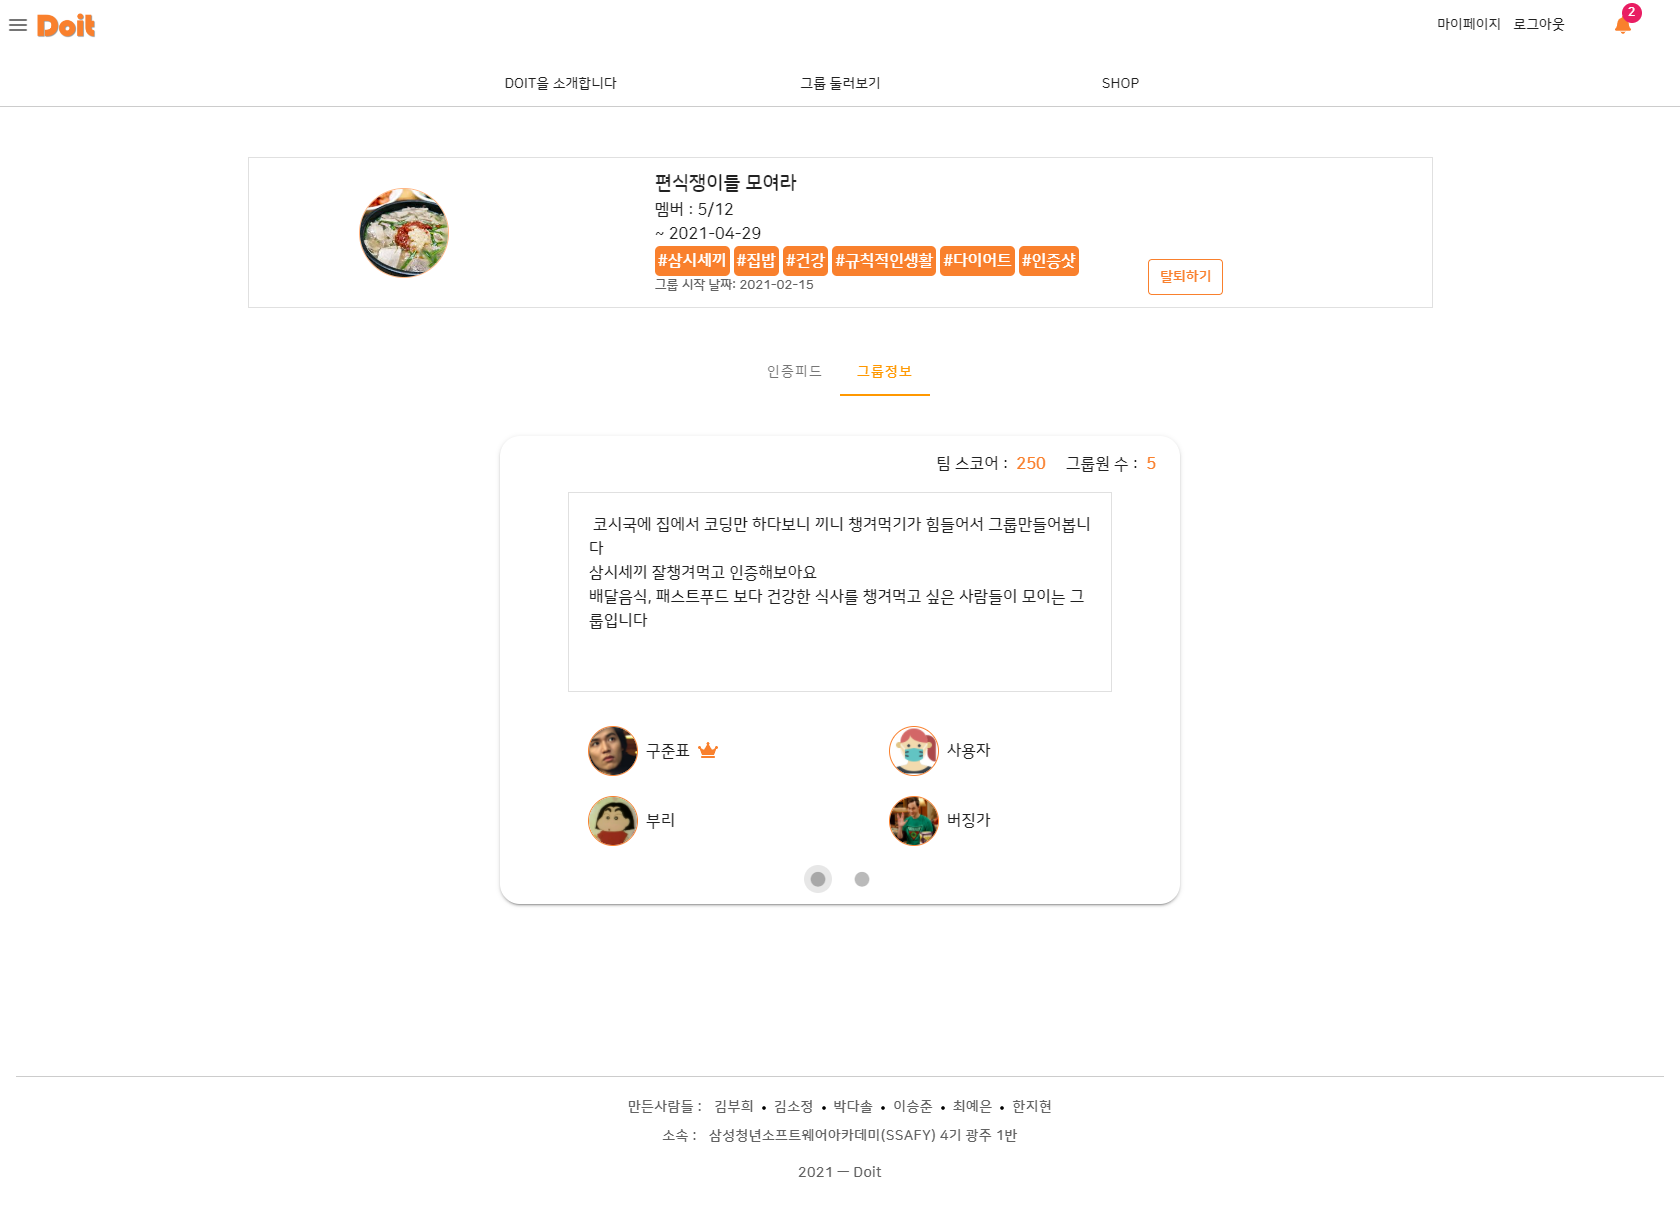 Doit
마이페이지 로그아웃 2
DOIT을 소개합니다 그룹 둘러보기 SHOP
편식쟁이들 모여라
멤버 : 5/12
~ 2021-04-29
#삼시세끼 #집밥 #건강 #규칙적인생활 #다이어트 #인증샷
그룹 시작 날짜: 2021-02-15
탈퇴하기
인증피드 그룹정보
팀 스코어 : 250 그룹원 수 : 5
코시국에 집에서 코딩만 하다보니 끼니 챙겨먹기가 힘들어서 그룹만들어봅니
다
삼시세끼 잘챙겨먹고 인증해보아요
배달음식, 패스트푸드 보다 건강한 식사를 챙겨먹고 싶은 사람들이 모이는 그
룹입니다
구준표 사용자
부리 버징가
만든사람들 : 김부희 • 김소정 • 박다솔 • 이승준 • 최예은 • 한지현
소속 : 삼성청년소프트웨어아카데미(SSAFY) 4기 광주 1반
2021 — Doit